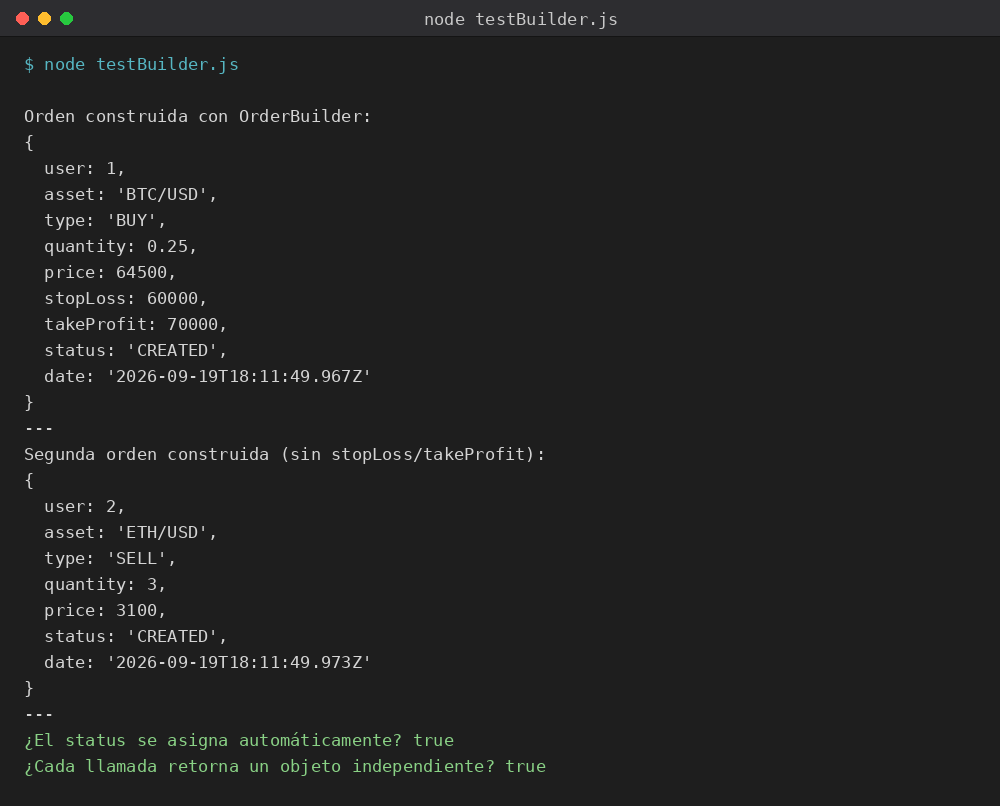 node testBuilder.js
$ node testBuilder.js
Orden construida con OrderBuilder:
{
  user: 1,
  asset: 'BTC/USD',
  type: 'BUY',
  quantity: 0.25,
  price: 64500,
  stopLoss: 60000,
  takeProfit: 70000,
  status: 'CREATED',
  date: '2026-09-19T18:11:49.967Z'
}
---
Segunda orden construida (sin stopLoss/takeProfit):
{
  user: 2,
  asset: 'ETH/USD',
  type: 'SELL',
  quantity: 3,
  price: 3100,
  status: 'CREATED',
  date: '2026-09-19T18:11:49.973Z'
}
---
¿El status se asigna automáticamente? true
¿Cada llamada retorna un objeto independiente? true